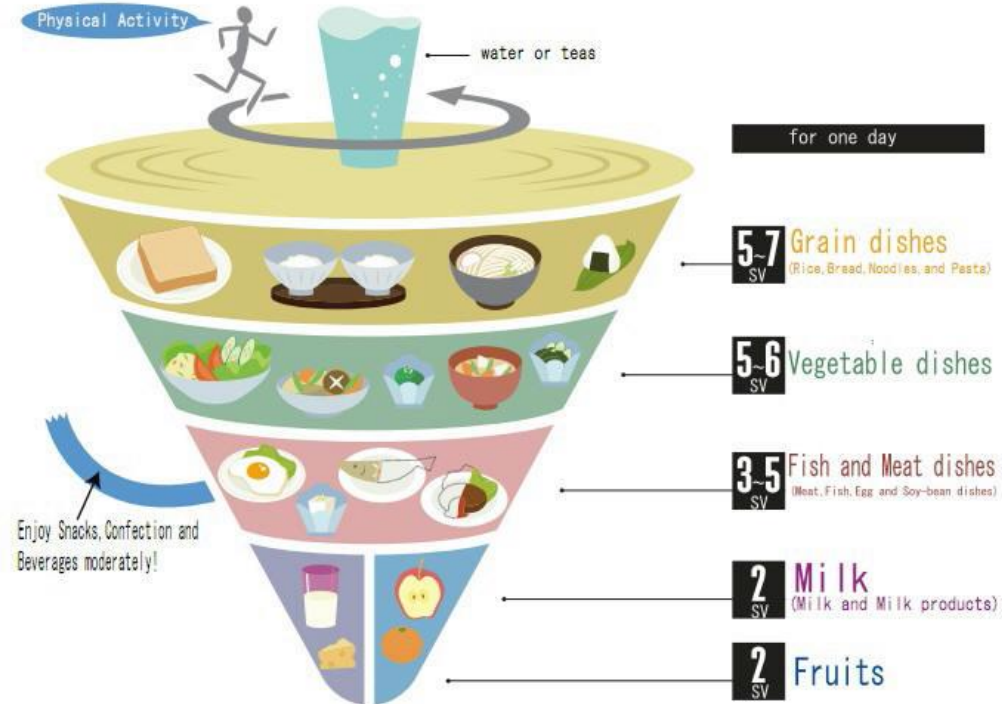 Physical Activity
water or teas
for one day
5~7
SV
Grain dishes
(Rice, Bread, Noodles, and Pasta)
5~6
SV
Vegetable dishes
3~5
SV
Fish and Meat dishes
(Meat, Fish, Egg and Soy-bean dishes)
Enjoy Snacks, Confection and
Beverages moderately!
2
SV
Milk
(Milk and Milk products)
2
SV
Fruits